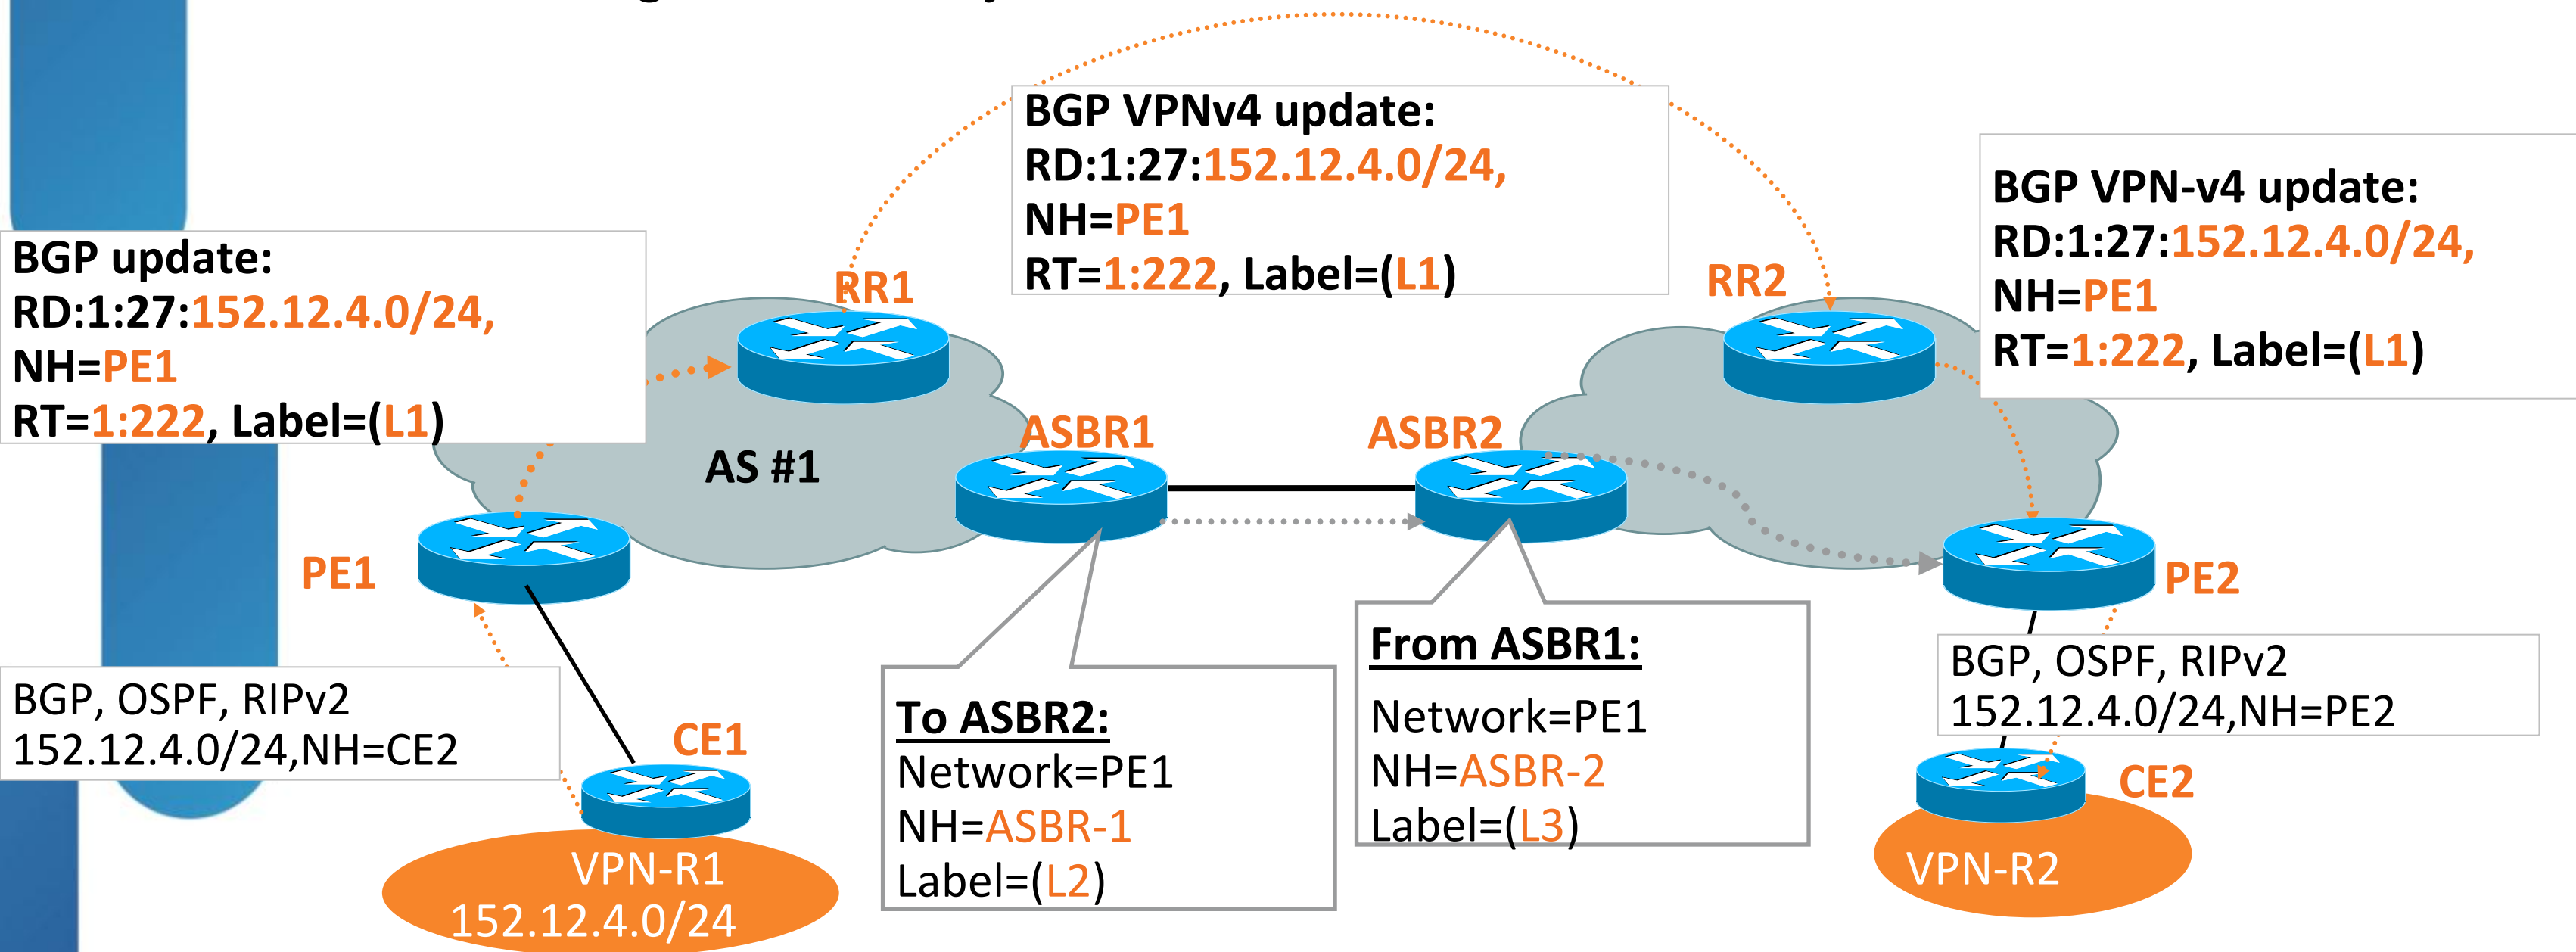 BGP VPNv4 update:
RD:1:27:152.12.4.0/24,
NH=PE1
RT=1:222, Label=(L1)
BGP VPN-v4 update:
RD:1:27:152.12.4.0/24,
NH=PE1
RT=1:222, Label=(L1)
BGP update:
RD:1:27:152.12.4.0/24,
NH=PE1
RT=1:222, Label=(L1)
RR1
RR2
ASBR1
ASBR2
AS #1
PE1
PE2
BGP, OSPF, RIPv2
152.12.4.0/24,NH=CE2
CE1
To ASBR2:
Network=PE1
NH=ASBR-1
Label=(L2)
From ASBR1:
Network=PE1
NH=ASBR-2
Label=(L3)
BGP, OSPF, RIPv2
152.12.4.0/24,NH=PE2
CE2
VPN-R1
152.12.4.0/24
VPN-R2